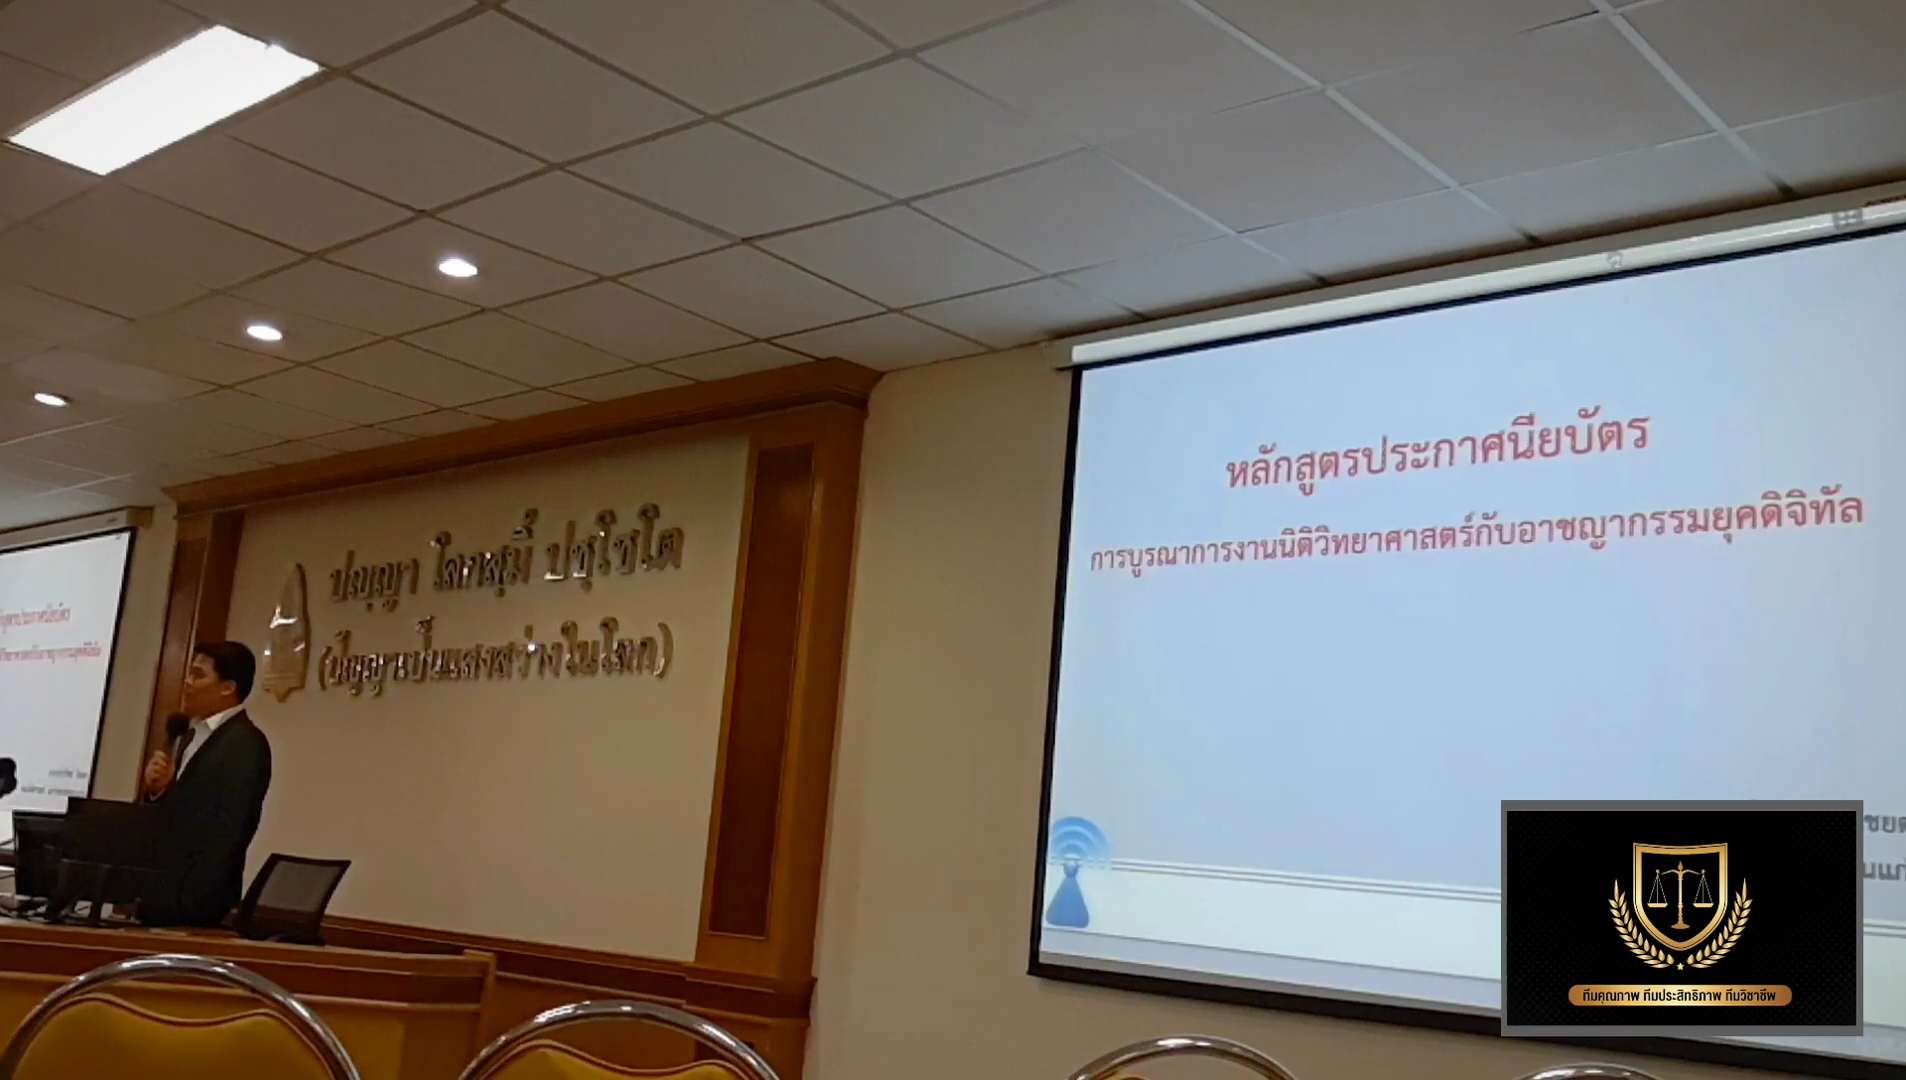 ปญฺญา โลกสฺมิ ปชฺโชโต
(ปัญญาเป็นแสงสว่างในโลก)
หลักสูตรประกาศนียบัตร
การบูรณาการงานนิติวิทยาศาสตร์กับอาชญากรรมยุคดิจิทัล
ทีมคุณภาพ ทีมประสิทธิภาพ ทีมวิชาชีพ